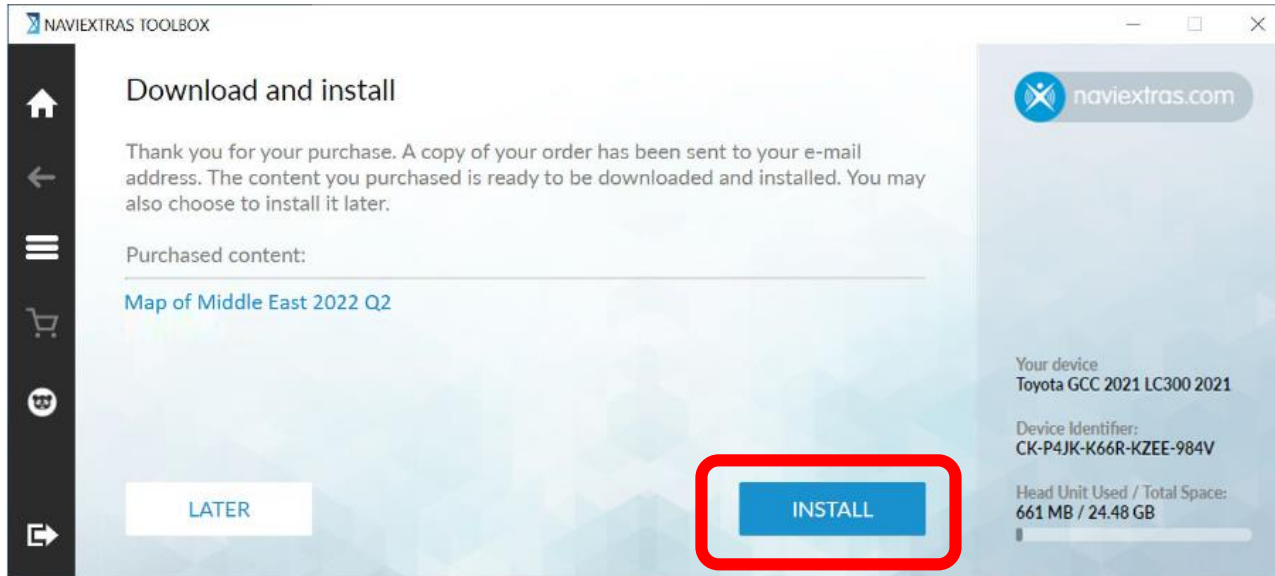 NAVIEXTRAS TOOLBOX
naviextras.com
Download and install
Thank you for your purchase. A copy of your order has been sent to your e-mail
address. The content you purchased is ready to be downloaded and installed. You may
also choose to install it later.
Purchased content:
Map of Middle East 2022 Q2
LATER
INSTALL
Your device
Toyota GCC 2021 LC300 2021
Device Identifier:
CK-P4JK-K66R-KZEE-984V
Head Unit Used / Total Space:
661 MB / 24.48 GB